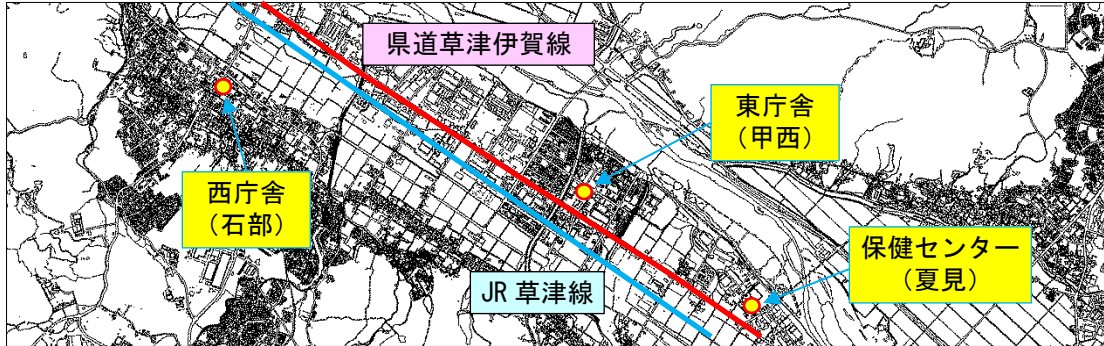 県道草津伊賀線
東庁舎
（甲西）
西庁舎
（石部）
保健センター
（夏見）
JR 草津線